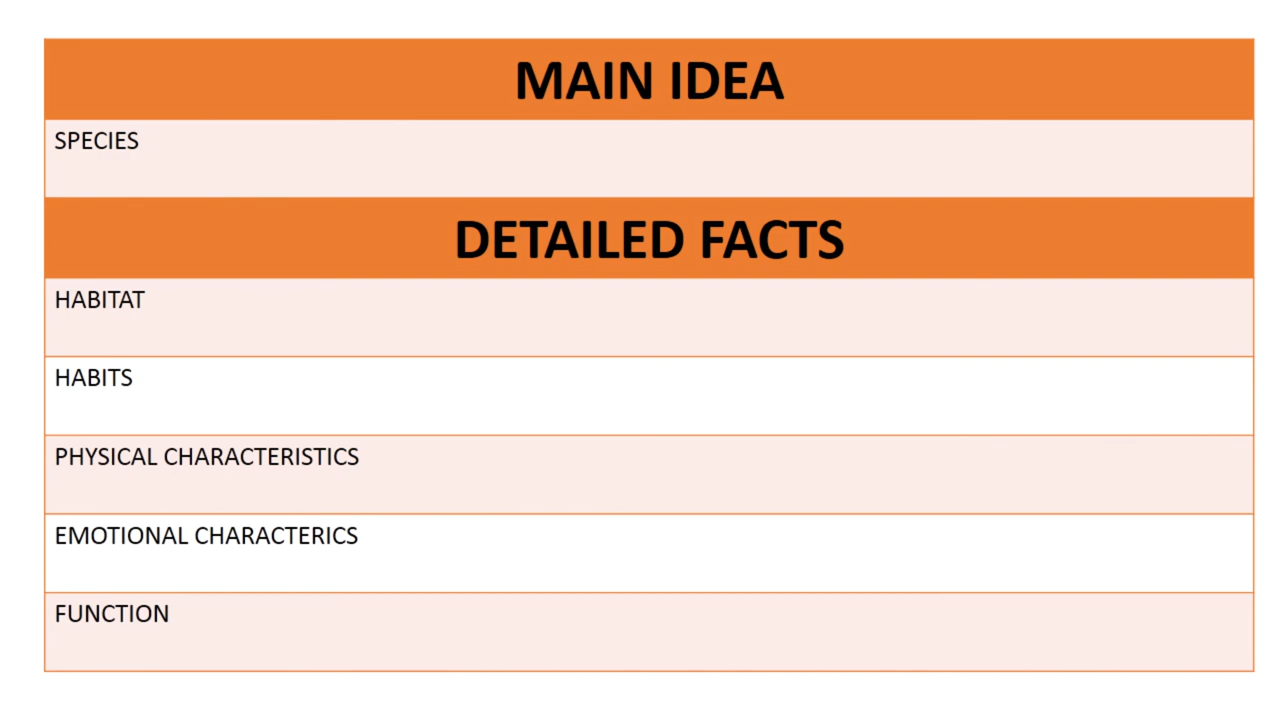 MAIN IDEA
SPECIES
DETAILED FACTS
HABITAT
HABITS
PHYSICAL CHARACTERISTICS
EMOTIONAL CHARACTERICS
FUNCTION